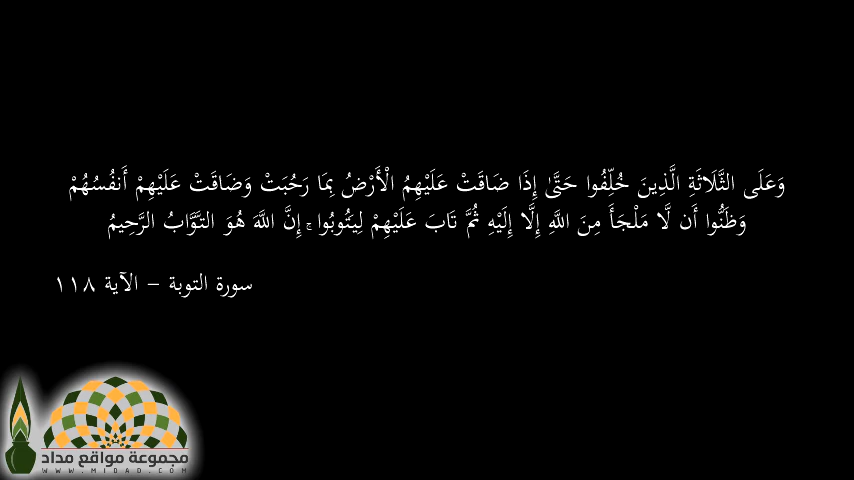 وَعَلَى الثَّلَاثَةِ الَّذِينَ خُلِّفُوا حَتَّىٰ إِذَا ضَاقَتْ عَلَيْهِمُ الْأَرْضُ بِمَا رَحُبَتْ وَضَاقَتْ عَلَيْهِمْ أَنفُسُهُمْ
وَظَنُّوا أَن لَّا مَلْجَأَ مِنَ اللَّهِ إِلَّا إِلَيْهِ ثُمَّ تَابَ عَلَيْهِمْ لِيَتُوبُوا ۚ إِنَّ اللَّهَ هُوَ التَّوَّابُ الرَّحِيمُ
سورة التوبة – الآية ١١٨
مجموعة مواقع مداد
WWW.MIDAD.COM